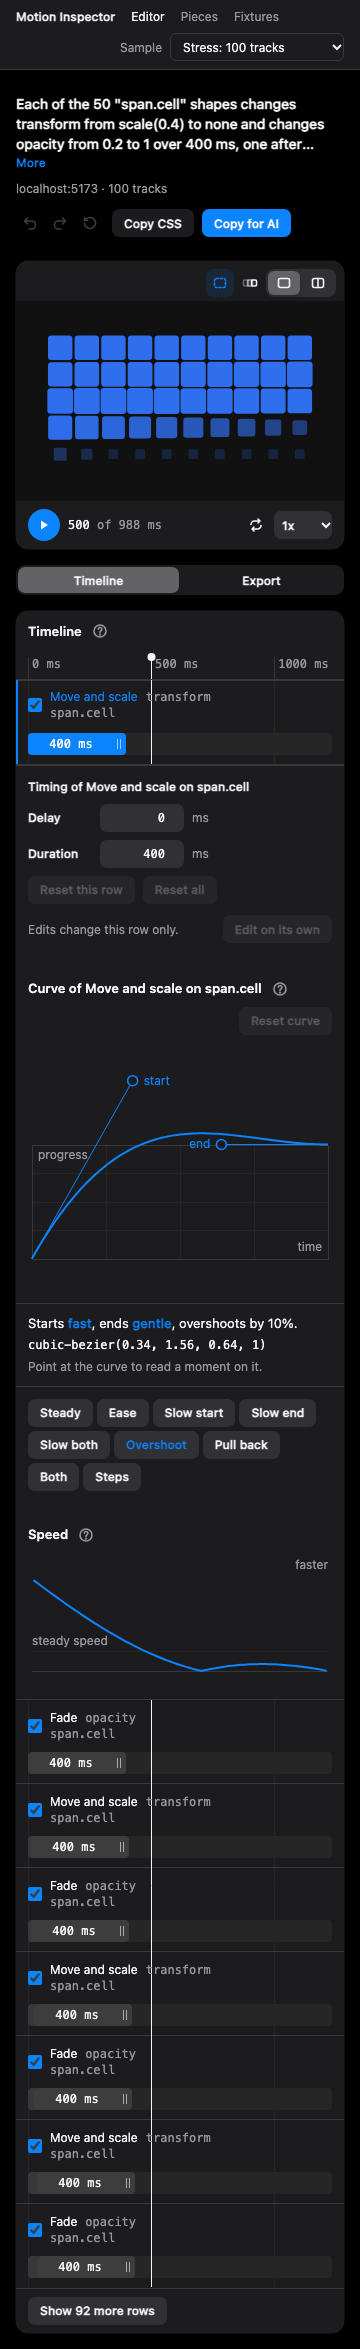 Motion Inspector Editor Pieces Fixtures
Sample Stress: 100 tracks
Each of the 50 "span.cell" shapes changes
transform from scale(0.4) to none and changes
opacity from 0.2 to 1 over 400 ms, one after...
More
localhost:5173 · 100 tracks
Copy CSS Copy for AI
500 of 988 ms 1x
Timeline Export
Timeline ?
0 ms 500 ms 1000 ms
Move and scale transform
span.cell
400 ms
Timing of Move and scale on span.cell
Delay 0 ms
Duration 400 ms
Reset this row Reset all
Edits change this row only. Edit on its own
Curve of Move and scale on span.cell ?
Reset curve
start
end
progress
time
Starts fast, ends gentle, overshoots by 10%.
cubic-bezier(0.34, 1.56, 0.64, 1)
Point at the curve to read a moment on it.
Steady Ease Slow start Slow end
Slow both Overshoot Pull back
Both Steps
Speed ?
faster
steady speed
Fade opacity
span.cell
400 ms
Move and scale transform
span.cell
400 ms
Fade opacity
span.cell
400 ms
Move and scale transform
span.cell
400 ms
Fade opacity
span.cell
400 ms
Move and scale transform
span.cell
400 ms
Fade opacity
span.cell
400 ms
Show 92 more rows